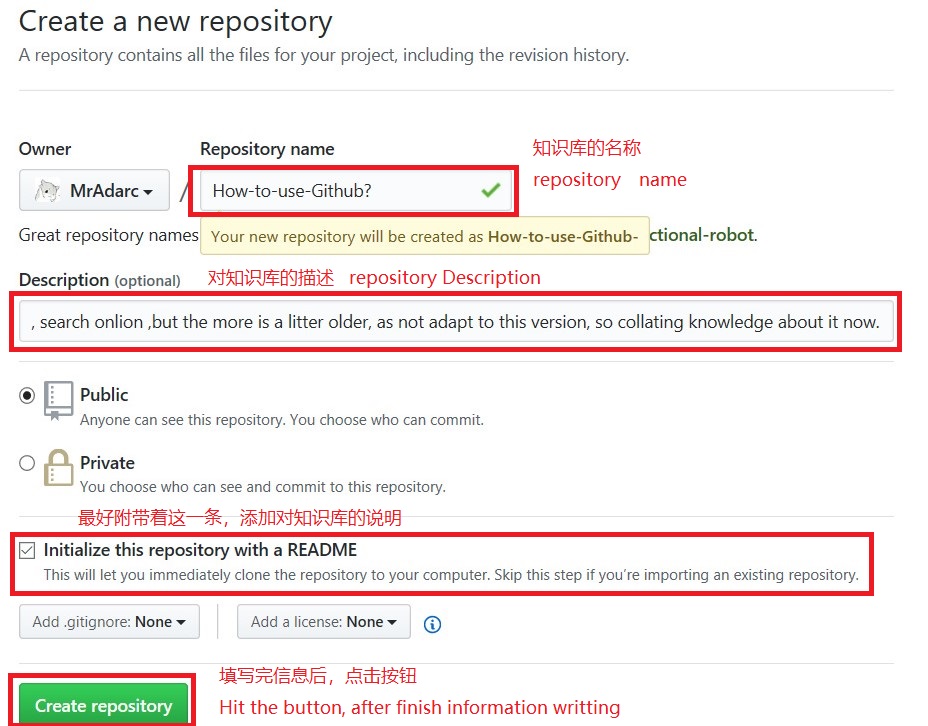 Create a new repository
A repository contains all the files for your project, including the revision history.
Owner
Repository name
知识库的名称
MrAdarc
/
How-to-use-Github?
repository name
Great repository names
Your new repository will be created as How-to-use-Github-
ctional-robot.
Description (optional)
对知识库的描述 repository Description
, search onlion ,but the more is a litter older, as not adapt to this version, so collating knowledge about it now.
Public
Anyone can see this repository. You choose who can commit.
Private
You choose who can see and commit to this repository.
最好附带着这一条，添加对知识库的说明
Initialize this repository with a README
This will let you immediately clone the repository to your computer. Skip this step if you’re importing an existing repository.
Add .gitignore: None
Add a license: None
填写完信息后，点击按钮
Create repository
Hit the button, after finish information writting